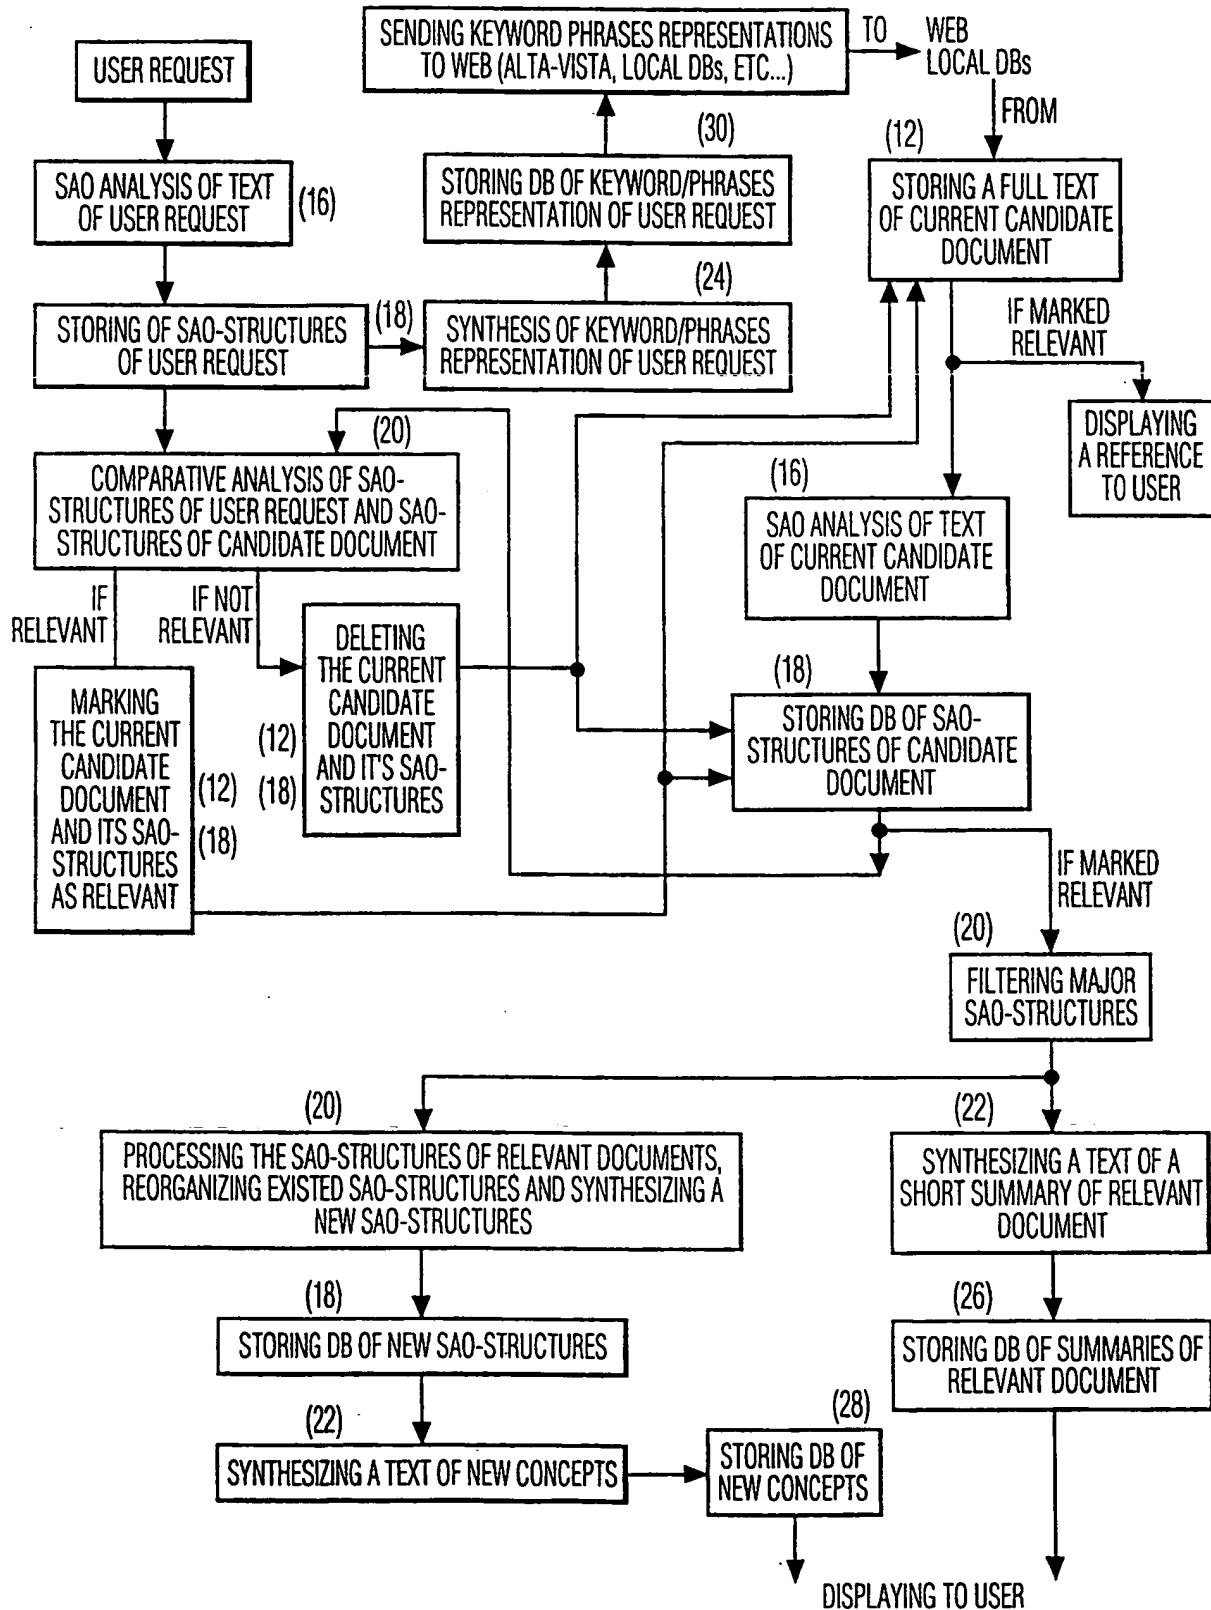 USER REQUEST
SENDING KEYWORD PHRASES REPRESENTATIONS
TO WEB (ALTA-VISTA, LOCAL DBs, ETC...)
TO
WEB
LOCAL DBs
FROM
SAO ANALYSIS OF TEXT
OF USER REQUEST
(16)
(30)
STORING DB OF KEYWORD/PHRASES
REPRESENTATION OF USER REQUEST
(12)
STORING A FULL TEXT
OF CURRENT CANDIDATE
DOCUMENT
STORING OF SAO-STRUCTURES
OF USER REQUEST
(18)
(24)
SYNTHESIS OF KEYWORD/PHRASES
REPRESENTATION OF USER REQUEST
IF MARKED
RELEVANT
DISPLAYING
A REFERENCE
TO USER
(20)
COMPARATIVE ANALYSIS OF SAO-
STRUCTURES OF USER REQUEST AND SAO-
STRUCTURES OF CANDIDATE DOCUMENT
(16)
SAO ANALYSIS OF TEXT
OF CURRENT CANDIDATE
DOCUMENT
IF
RELEVANT
IF NOT
RELEVANT
DELETING
THE CURRENT
CANDIDATE
DOCUMENT
AND IT'S SAO-
STRUCTURES
(12)
(18)
MARKING
THE CURRENT
CANDIDATE
DOCUMENT
AND ITS SAO-
STRUCTURES
AS RELEVANT
(12)
(18)
(18)
STORING DB OF SAO-
STRUCTURES OF CANDIDATE
DOCUMENT
IF MARKED
RELEVANT
(20)
FILTERING MAJOR
SAO-STRUCTURES
(20)
PROCESSING THE SAO-STRUCTURES OF RELEVANT DOCUMENTS,
REORGANIZING EXISTED SAO-STRUCTURES AND SYNTHESIZING A
NEW SAO-STRUCTURES
(22)
SYNTHESIZING A TEXT OF A
SHORT SUMMARY OF RELEVANT
DOCUMENT
(18)
STORING DB OF NEW SAO-STRUCTURES
(26)
STORING DB OF SUMMARIES OF
RELEVANT DOCUMENT
(22)
SYNTHESIZING A TEXT OF NEW CONCEPTS
(28)
STORING DB OF
NEW CONCEPTS
DISPLAYING TO USER